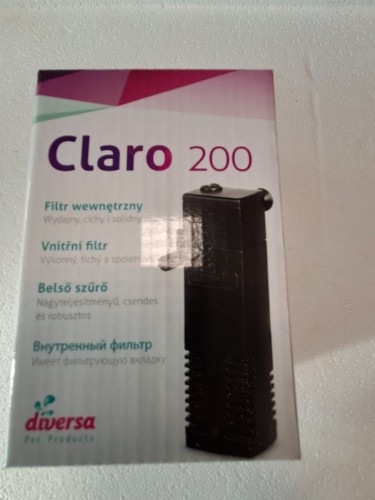 Claro 200
Filtr wewnętrzny
Wydajny, cichy i solidny
Vnitřní filtr
Výkonný, tichý a spolehlivý
Belső szűrő
Nagyteljesítményű, csendes
és robusztos
Внутренный фильтр
Имеет фильтрующую вкладку
diversa
Pet Products